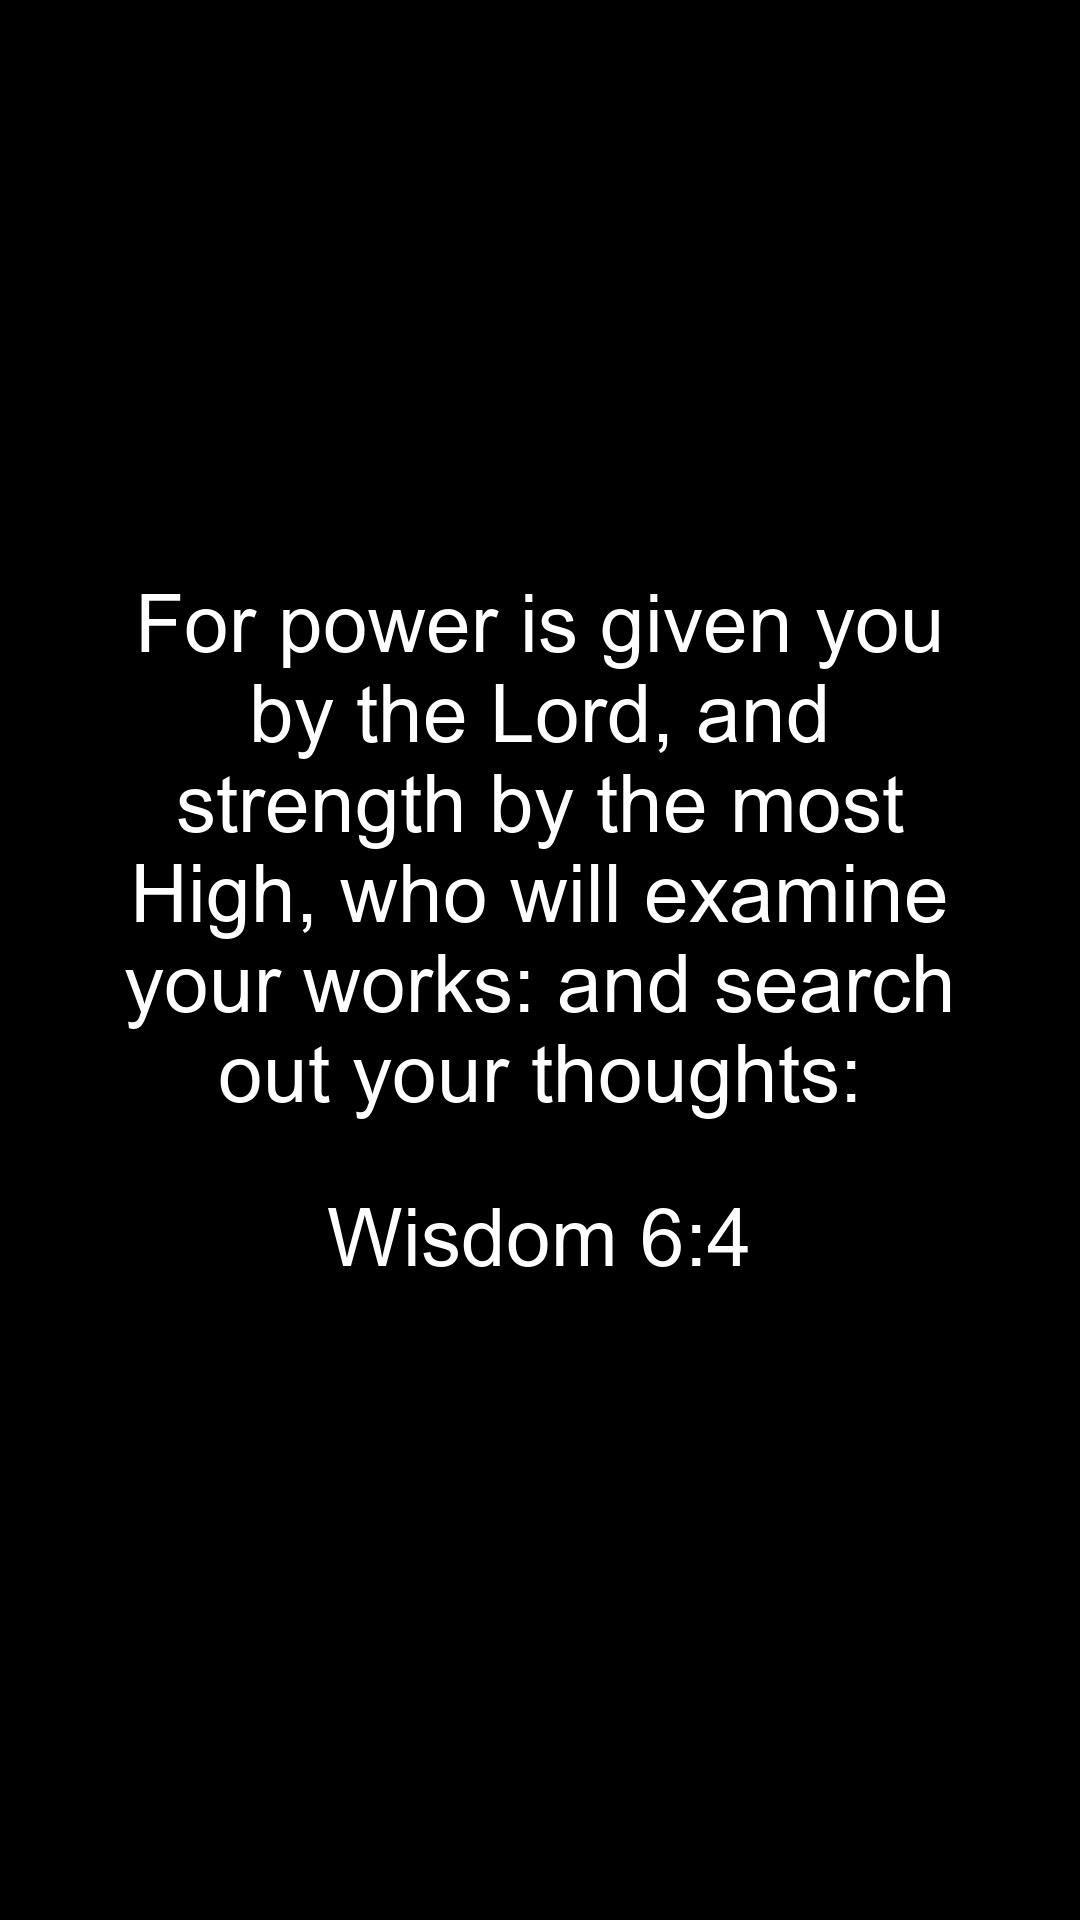 For power is given you
by the Lord, and
strength by the most
High, who will examine
your works: and search
out your thoughts:
Wisdom 6:4